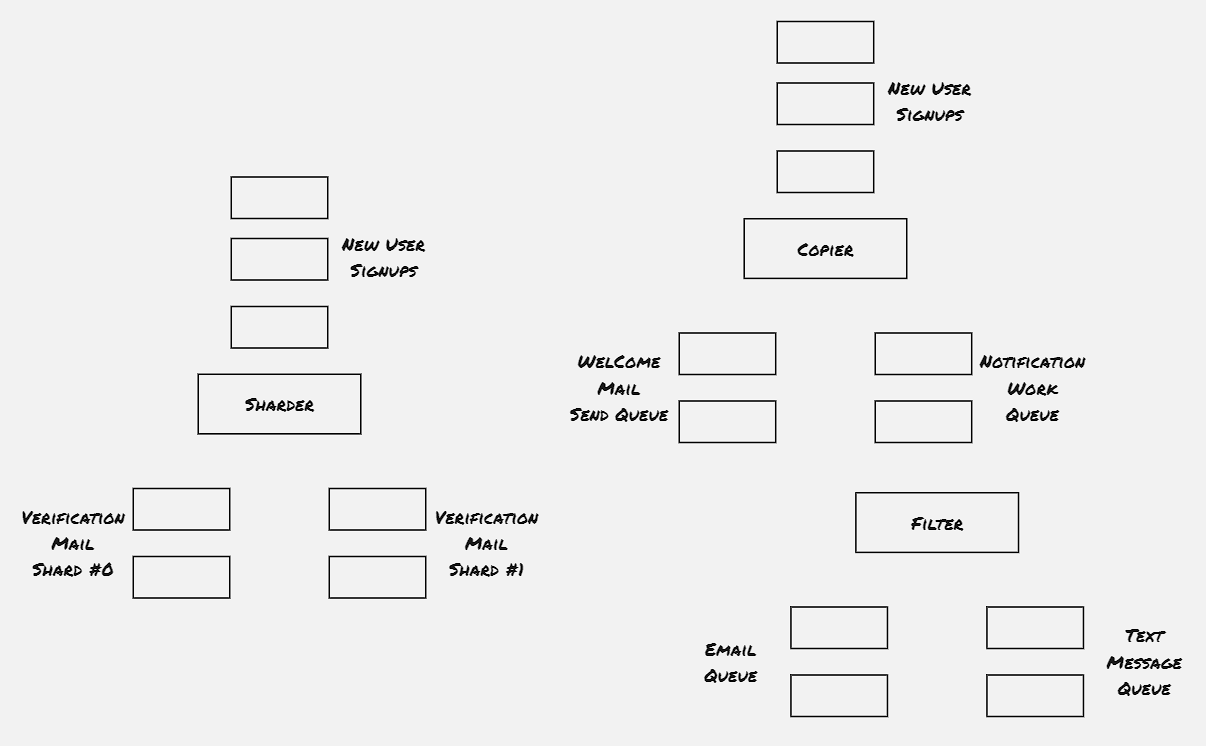 New User
Signups
Sharder
Verification
Mail
Shard #0
Verification
Mail
Shard #1
New User
Signups
Copier
Welcome
Mail
Send Queue
Notification
Work
Queue
Filter
Email
Queue
Text
Message
Queue